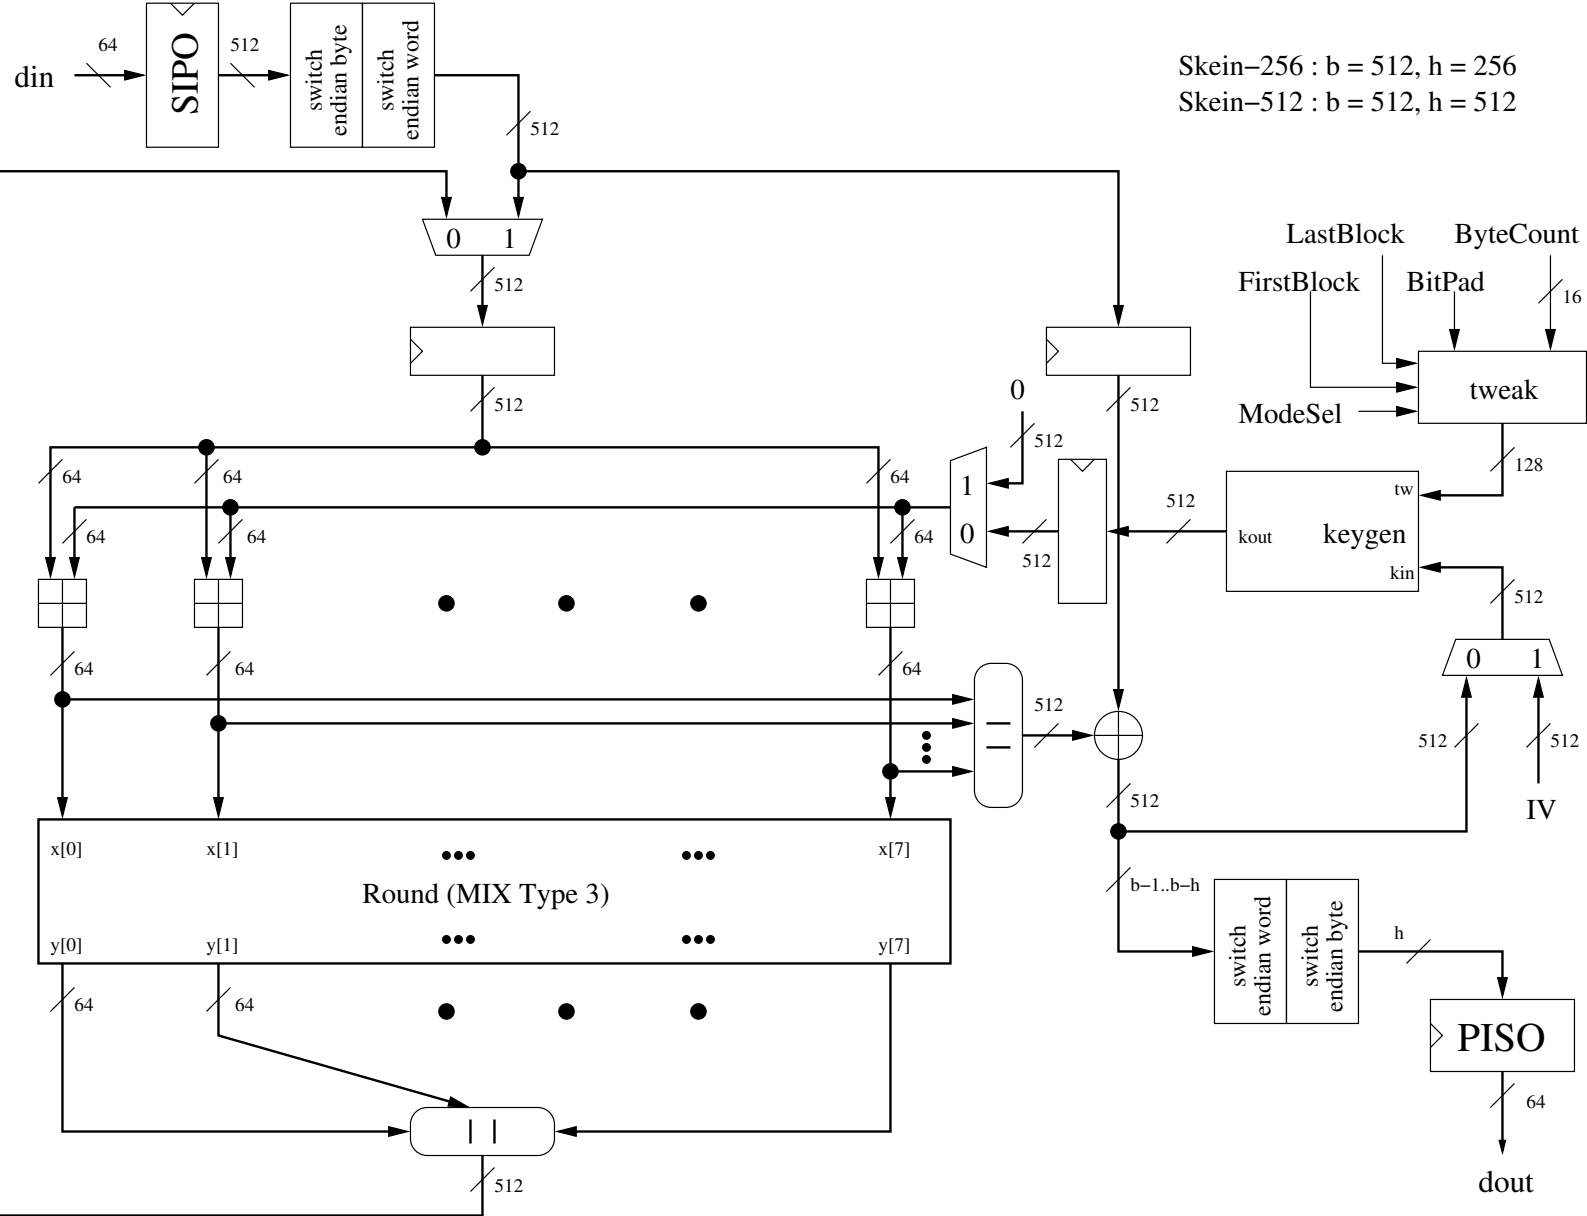 Skein−256 : b = 512, h = 256
Skein−512 : b = 512, h = 512
din
64
SIPO
512
switch
endian byte
switch
endian word
512
0 1
512
512
LastBlock
ByteCount
FirstBlock
BitPad
16
tweak
ModeSel
128
0
512
512
64
64
64
64
64
64
1
0
512
512
tw
kout
keygen
kin
512
0 1
512
512
IV
64
64
64
||
512
512
x[0]
x[1]
•••
•••
x[7]
Round (MIX Type 3)
y[0]
y[1]
•••
•••
y[7]
b−1..b−h
switch
endian word
switch
endian byte
h
PISO
64
dout
64
64
||
512